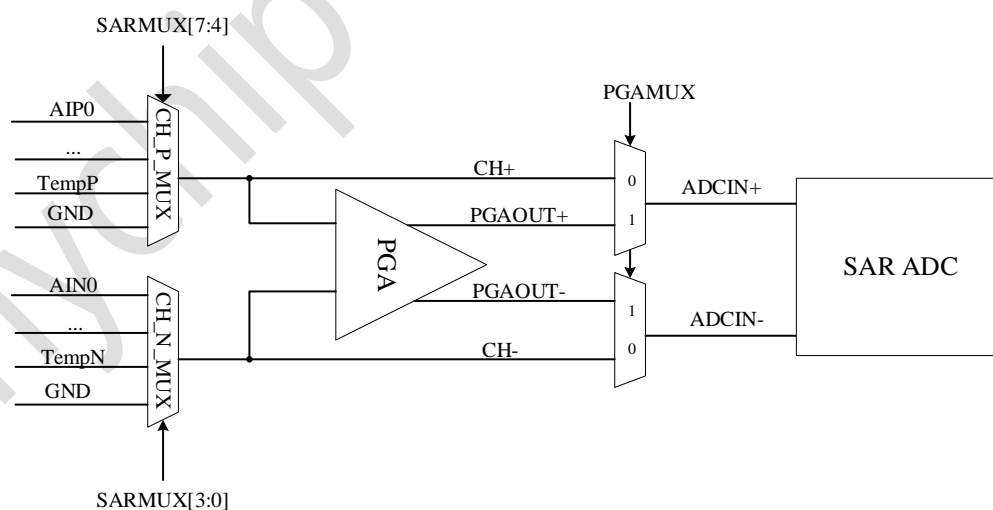 SARMUX[7:4]
AIP0
...
TempP
GND
CH_P_MUX
AIN0
...
TempN
GND
CH_N_MUX
SARMUX[3:0]
PGA
CH+
PGAOUT+
PGAOUT-
CH-
PGAMUX
0
1
1
0
ADCIN+
ADCIN-
SAR ADC